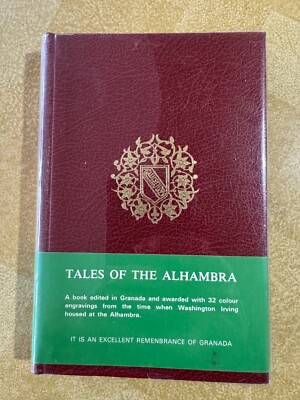 TALES OF THE ALHAMBRA
A book edited in Granada and awarded with 32 colour
engravings from the time when Washington Irving
housed at the Alhambra.
IT IS AN EXCELLENT REMENBRANCE OF GRANADA